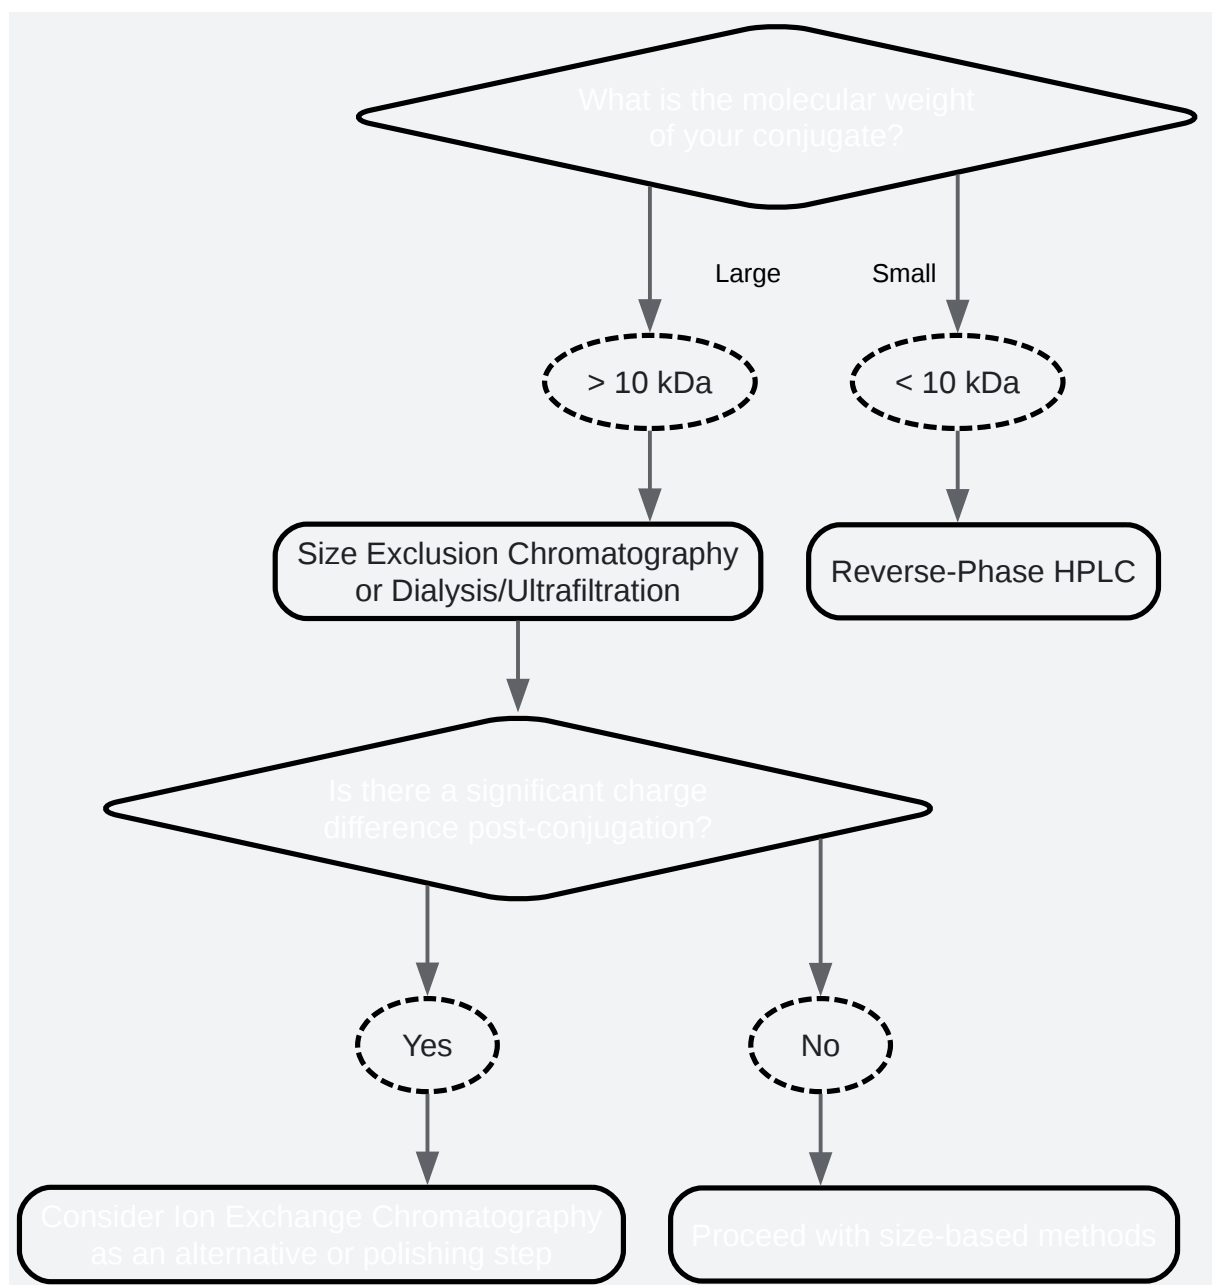 What is the molecular weight
of your conjugate?
Large
Small
> 10 kDa
< 10 kDa
Size Exclusion Chromatography
or Dialysis/Ultrafiltration
Reverse-Phase HPLC
Is there a significant charge
difference post-conjugation?
Yes
No
Consider Ion Exchange Chromatography
as an alternative or polishing step
Proceed with size-based methods